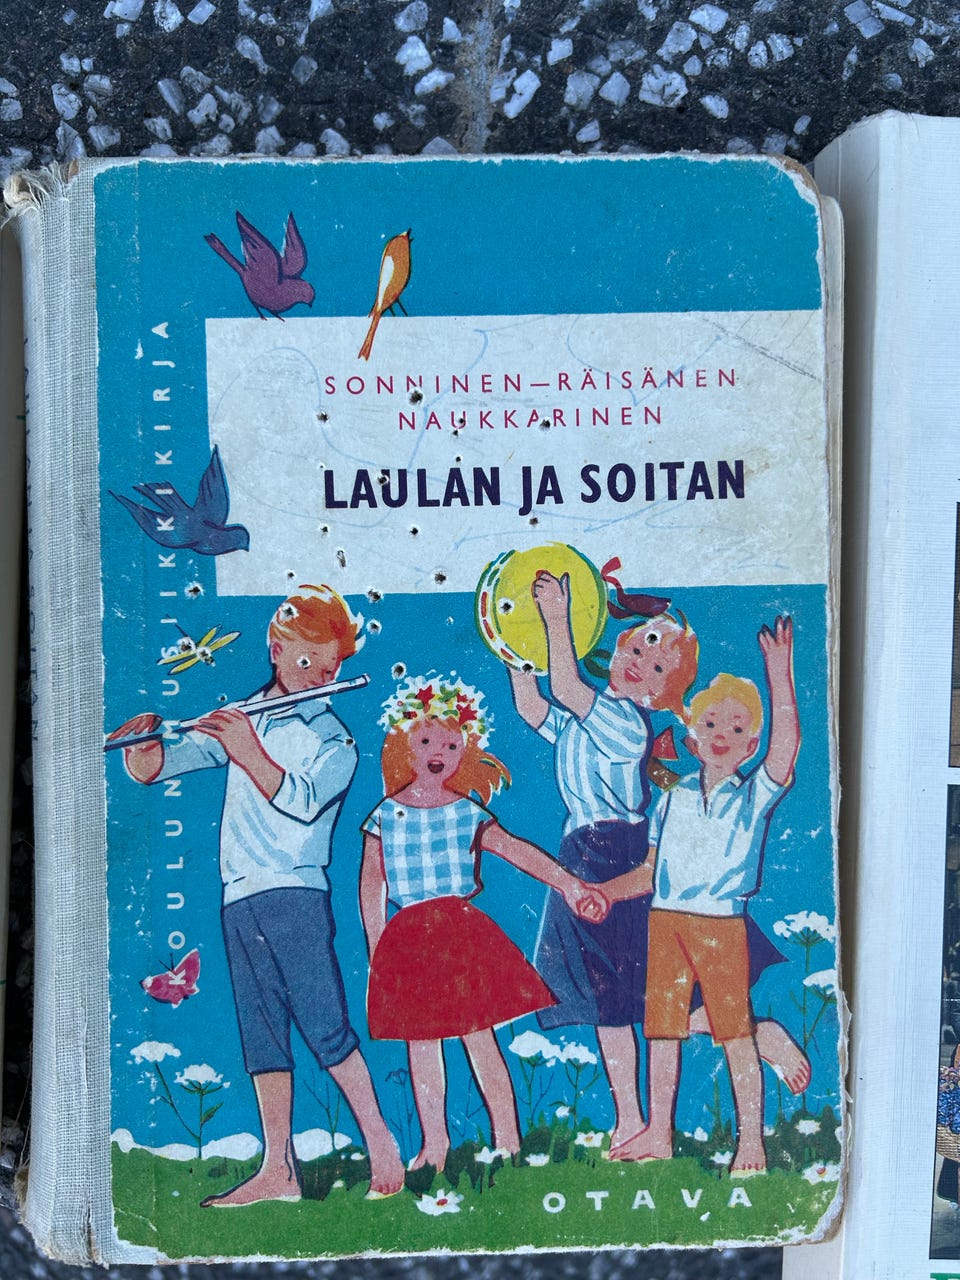 SONNINEN—RÄISÄNEN
NAUKKARINEN
LAULAN JA SOITAN
KOULUN MUSIIKKIKIRJA
OTAVA